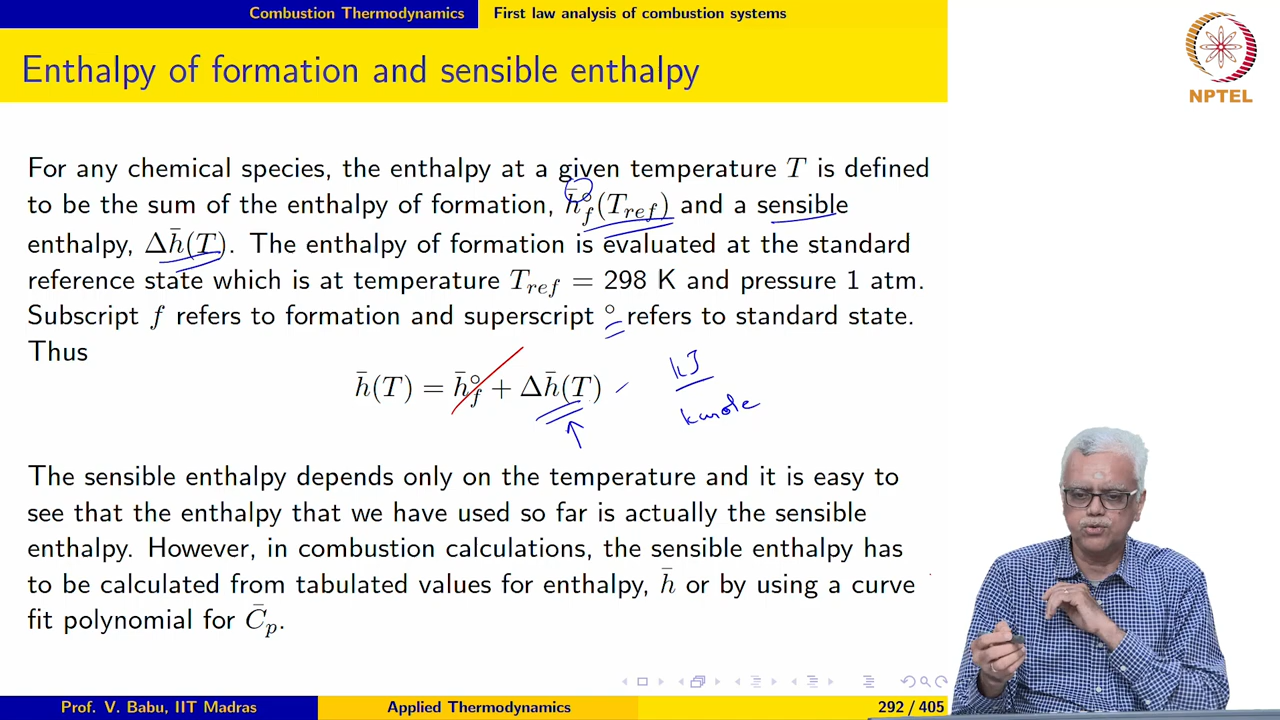 Combustion Thermodynamics First law analysis of combustion systems
Enthalpy of formation and sensible enthalpy
NPTEL
For any chemical species, the enthalpy at a given temperature T is defined
to be the sum of the enthalpy of formation, h̄°f(Tref) and a sensible
enthalpy, Δh̄(T). The enthalpy of formation is evaluated at the standard
reference state which is at temperature Tref = 298 K and pressure 1 atm.
Subscript f refers to formation and superscript ° refers to standard state.
Thus
h̄(T) = h̄°f + Δh̄(T)
kJ
kmole
The sensible enthalpy depends only on the temperature and it is easy to
see that the enthalpy that we have used so far is actually the sensible
enthalpy. However, in combustion calculations, the sensible enthalpy has
to be calculated from tabulated values for enthalpy, h̄ or by using a curve
fit polynomial for C̄p.
Prof. V. Babu, IIT Madras Applied Thermodynamics 292 / 405